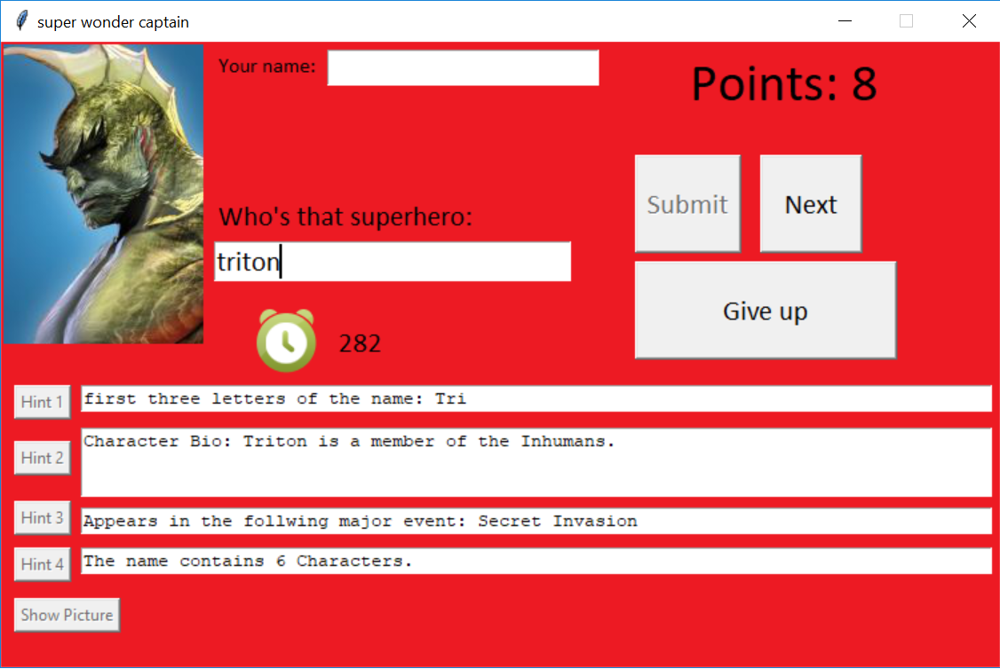 super wonder captain
Your name:
Points: 8
Submit
Next
Who's that superhero:
triton
Give up
282
Hint 1
first three letters of the name: Tri
Hint 2
Character Bio: Triton is a member of the Inhumans.
Hint 3
Appears in the follwing major event: Secret Invasion
Hint 4
The name contains 6 Characters.
Show Picture